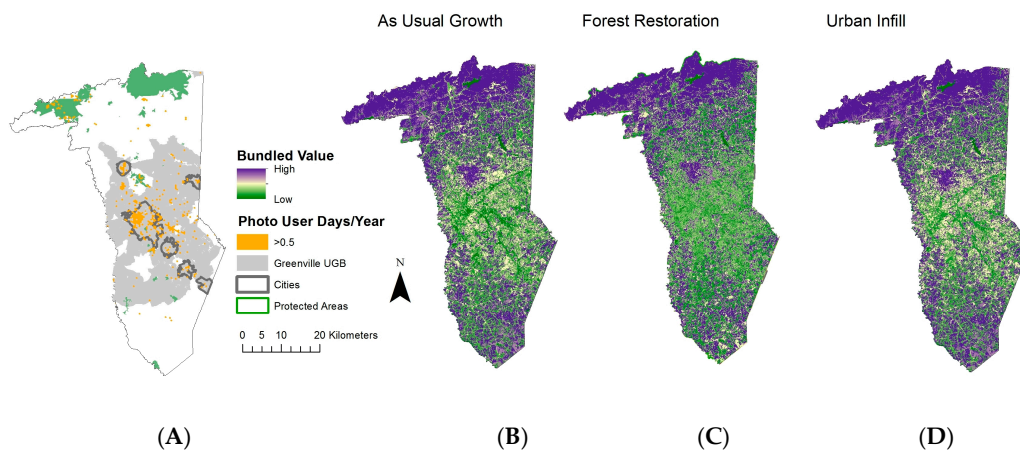 As Usual Growth
Forest Restoration
Urban Infill
Bundled Value
High
Low
Photo User Days/Year
>0.5
Greenville UGB
Cities
Protected Areas
0 5 10 20 Kilometers
N
(A)
(B)
(C)
(D)